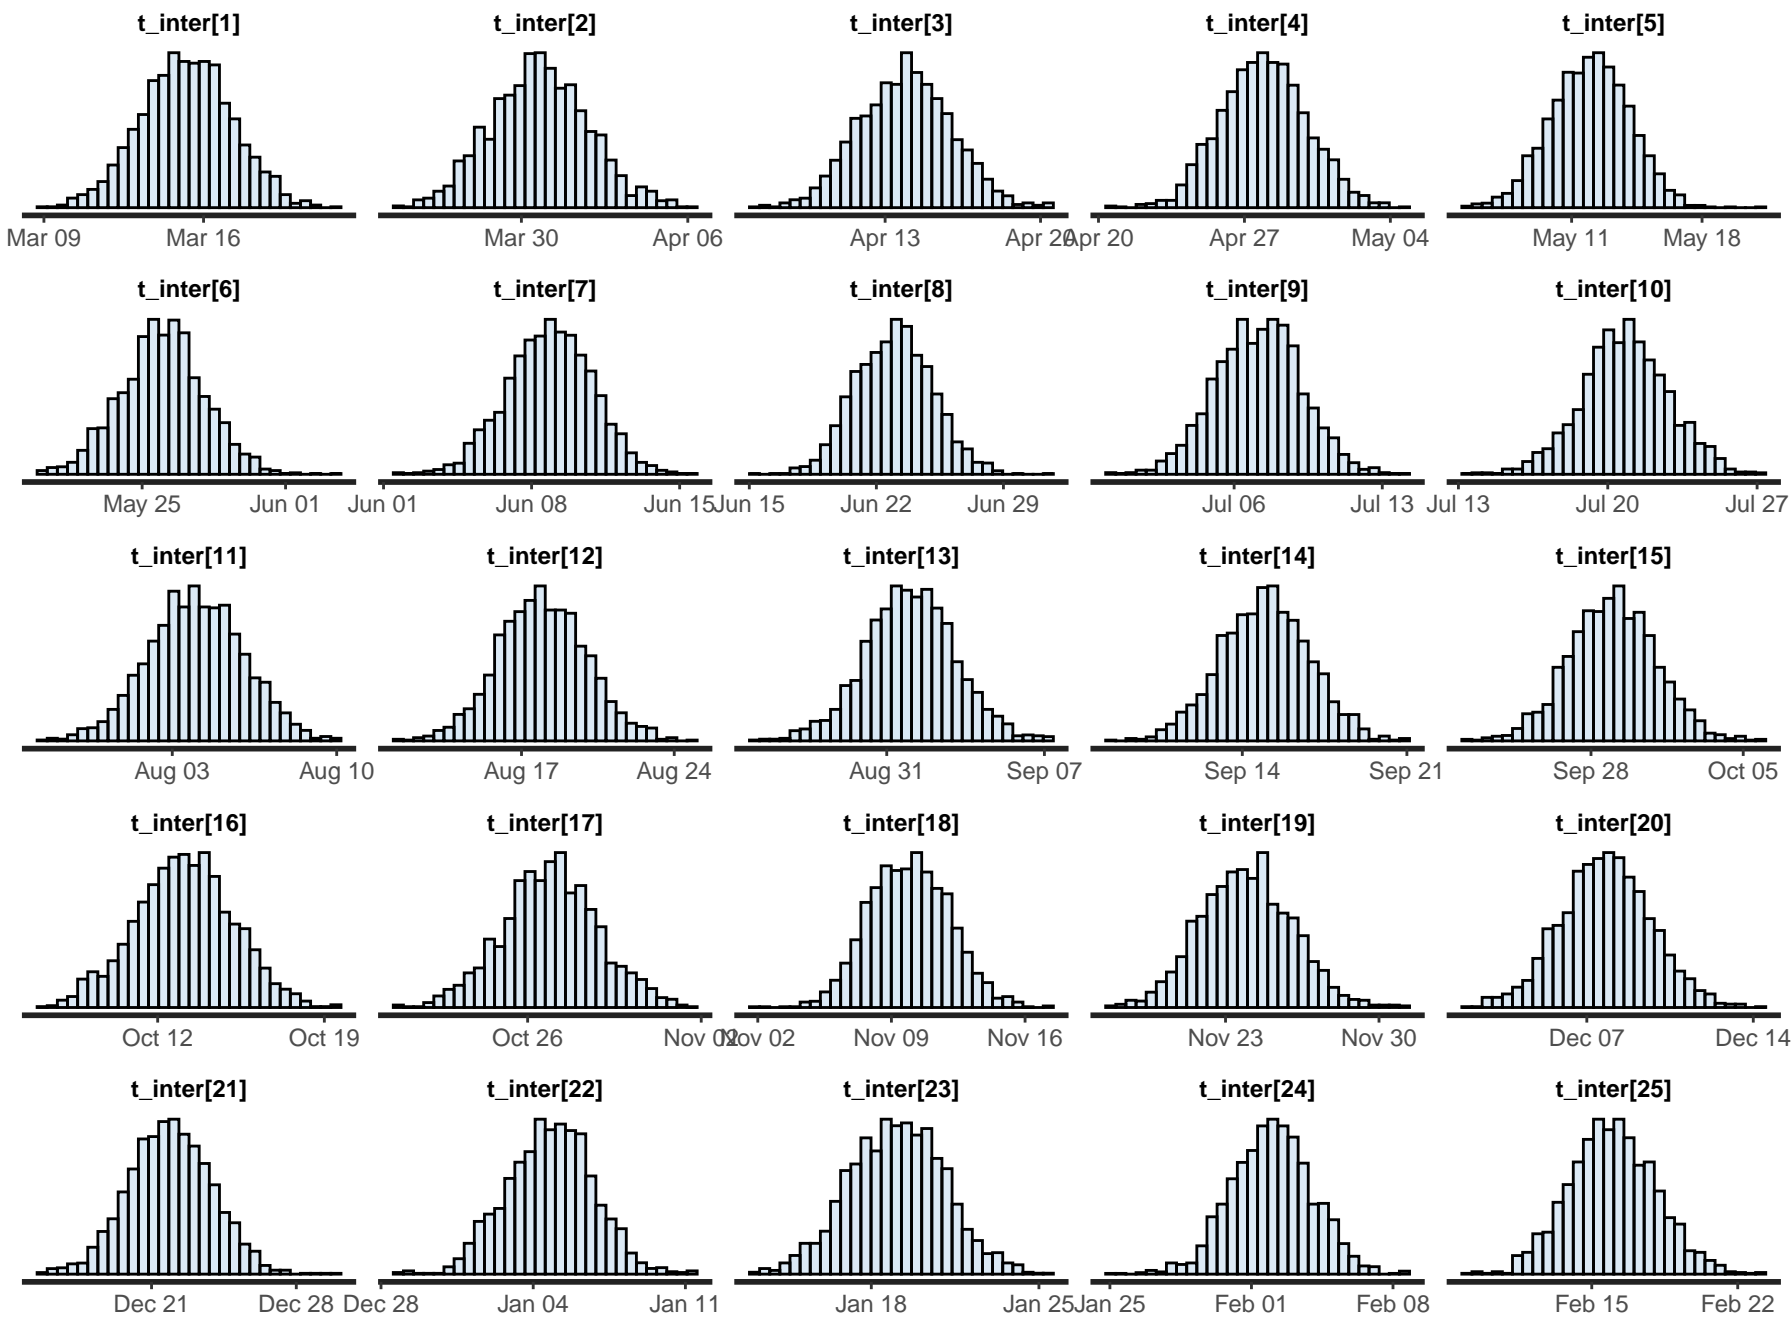 t_inter[1] t_inter[2] t_inter[3] t_inter[4] t_inter[5]
Mar 09 Mar 16 Mar 30 Apr 06 Apr 13 Apr 20 Apr 20 Apr 27 May 04 May 11 May 18
t_inter[6] t_inter[7] t_inter[8] t_inter[9] t_inter[10]
May 25 Jun 01 Jun 01 Jun 08 Jun 15 Jun 15 Jun 22 Jun 29 Jul 06 Jul 13 Jul 13 Jul 20 Jul 27
t_inter[11] t_inter[12] t_inter[13] t_inter[14] t_inter[15]
Aug 03 Aug 10 Aug 17 Aug 24 Aug 31 Sep 07 Sep 14 Sep 21 Sep 28 Oct 05
t_inter[16] t_inter[17] t_inter[18] t_inter[19] t_inter[20]
Oct 12 Oct 19 Oct 26 Nov 02 Nov 02 Nov 09 Nov 16 Nov 23 Nov 30 Dec 07 Dec 14
t_inter[21] t_inter[22] t_inter[23] t_inter[24] t_inter[25]
Dec 21 Dec 28 Dec 28 Jan 04 Jan 11 Jan 18 Jan 25 Jan 25 Feb 01 Feb 08 Feb 15 Feb 22